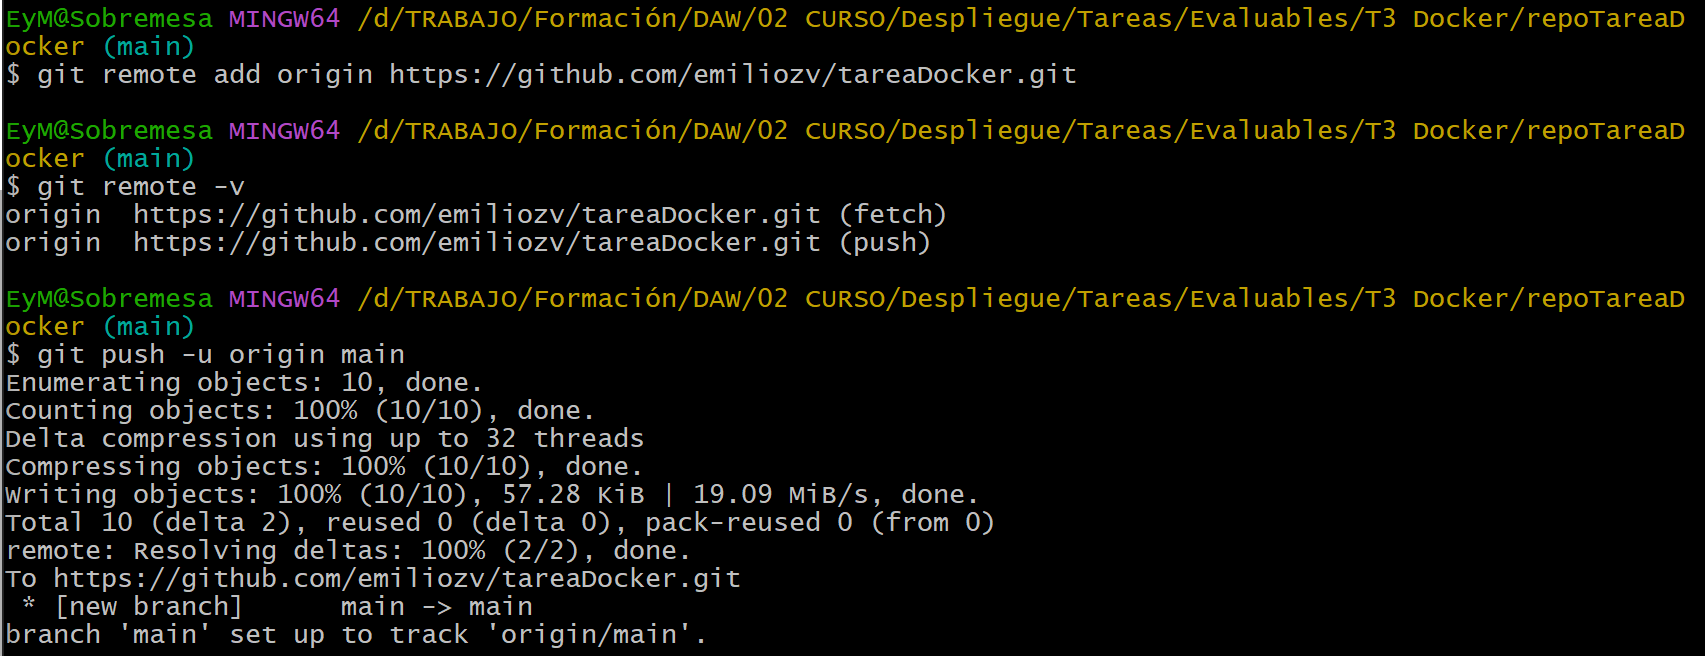 EyM@Sobremesa MINGW64 /d/TRABAJO/Formación/DAW/02 CURSO/Despliegue/Tareas/Evaluables/T3 Docker/repoTareaD
ocker (main)
$ git remote add origin https://github.com/emiliozv/tareaDocker.git
EyM@Sobremesa MINGW64 /d/TRABAJO/Formación/DAW/02 CURSO/Despliegue/Tareas/Evaluables/T3 Docker/repoTareaD
ocker (main)
$ git remote -v
origin  https://github.com/emiliozv/tareaDocker.git (fetch)
origin  https://github.com/emiliozv/tareaDocker.git (push)
EyM@Sobremesa MINGW64 /d/TRABAJO/Formación/DAW/02 CURSO/Despliegue/Tareas/Evaluables/T3 Docker/repoTareaD
ocker (main)
$ git push -u origin main
Enumerating objects: 10, done.
Counting objects: 100% (10/10), done.
Delta compression using up to 32 threads
Compressing objects: 100% (10/10), done.
Writing objects: 100% (10/10), 57.28 KiB | 19.09 MiB/s, done.
Total 10 (delta 2), reused 0 (delta 0), pack-reused 0 (from 0)
remote: Resolving deltas: 100% (2/2), done.
To https://github.com/emiliozv/tareaDocker.git
 * [new branch]      main -> main
branch 'main' set up to track 'origin/main'.